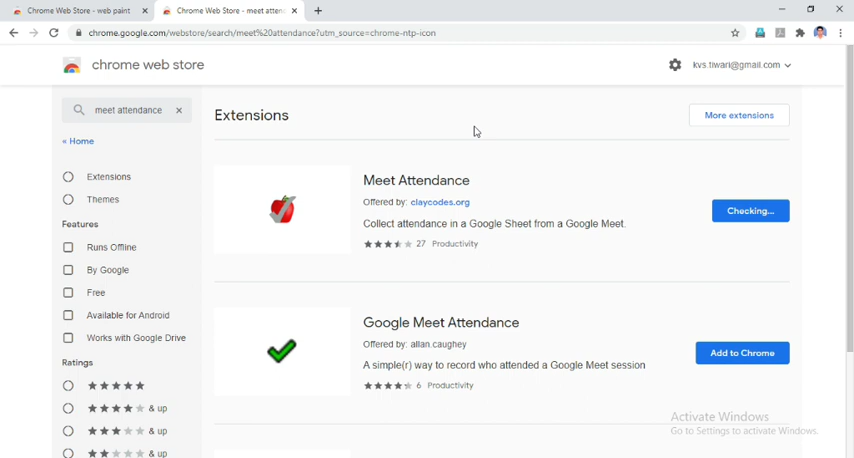 Chrome Web Store - web paint
Chrome Web Store - meet attend
chrome.google.com/webstore/search/meet%20attendance?utm_source=chrome-ntp-icon
chrome web store
kvs.tiwari@gmail.com
meet attendance
« Home
Extensions
Themes
Features
Runs Offline
By Google
Free
Available for Android
Works with Google Drive
Ratings
& up
& up
& up
Extensions
More extensions
Meet Attendance
Offered by: claycodes.org
Collect attendance in a Google Sheet from a Google Meet.
27 Productivity
Checking...
Google Meet Attendance
Offered by: allan.caughey
A simple(r) way to record who attended a Google Meet session
6 Productivity
Add to Chrome
Activate Windows
Go to Settings to activate Windows.